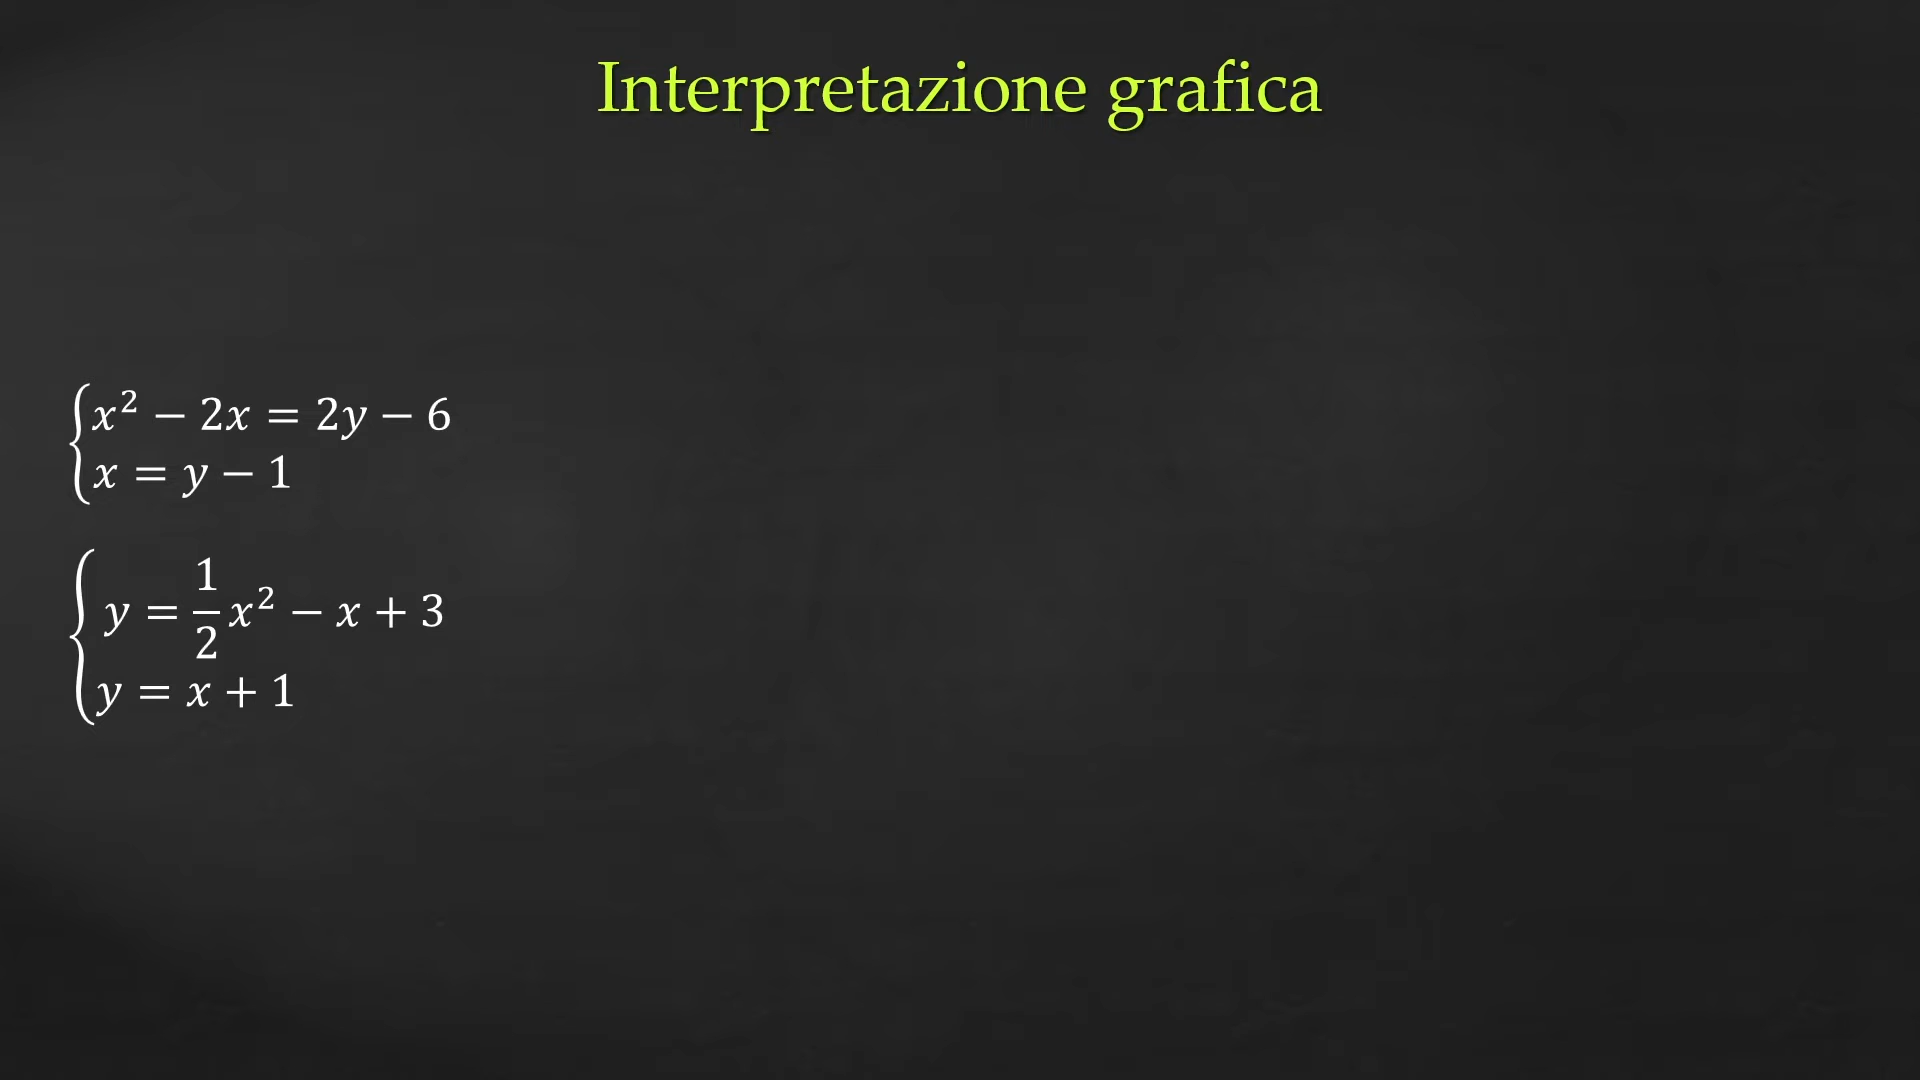 Interpretazione grafica
{x² − 2x = 2y − 6
x = y − 1
{y = 1/2 x² − x + 3
y = x + 1